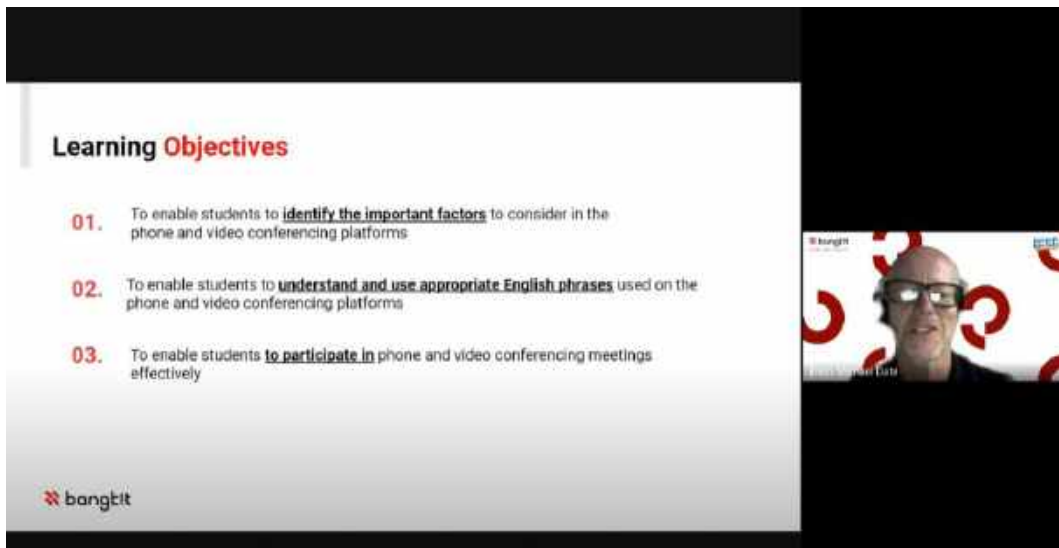 Learning Objectives
01.
To enable students to identify the important factors to consider in the
phone and video conferencing platforms
02.
To enable students to understand and use appropriate English phrases used on the
phone and video conferencing platforms
03.
To enable students to participate in phone and video conferencing meetings
effectively
bangkit
bangkit